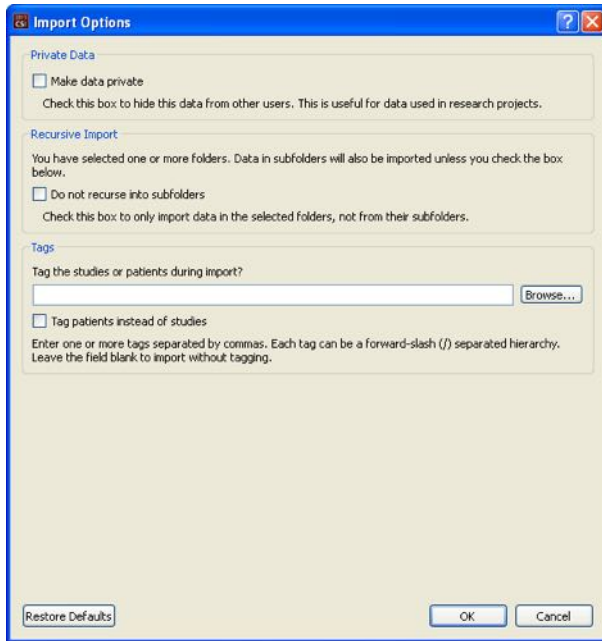 Import Options
Private Data
Make data private
Check this box to hide this data from other users. This is useful for data used in research projects.
Recursive Import
You have selected one or more folders. Data in subfolders will also be imported unless you check the box
below.
Do not recurse into subfolders
Check this box to only import data in the selected folders, not from their subfolders.
Tags
Tag the studies or patients during import?
Browse...
Tag patients instead of studies
Enter one or more tags separated by commas. Each tag can be a forward-slash (/) separated hierarchy.
Leave the field blank to import without tagging.
Restore Defaults
OK
Cancel